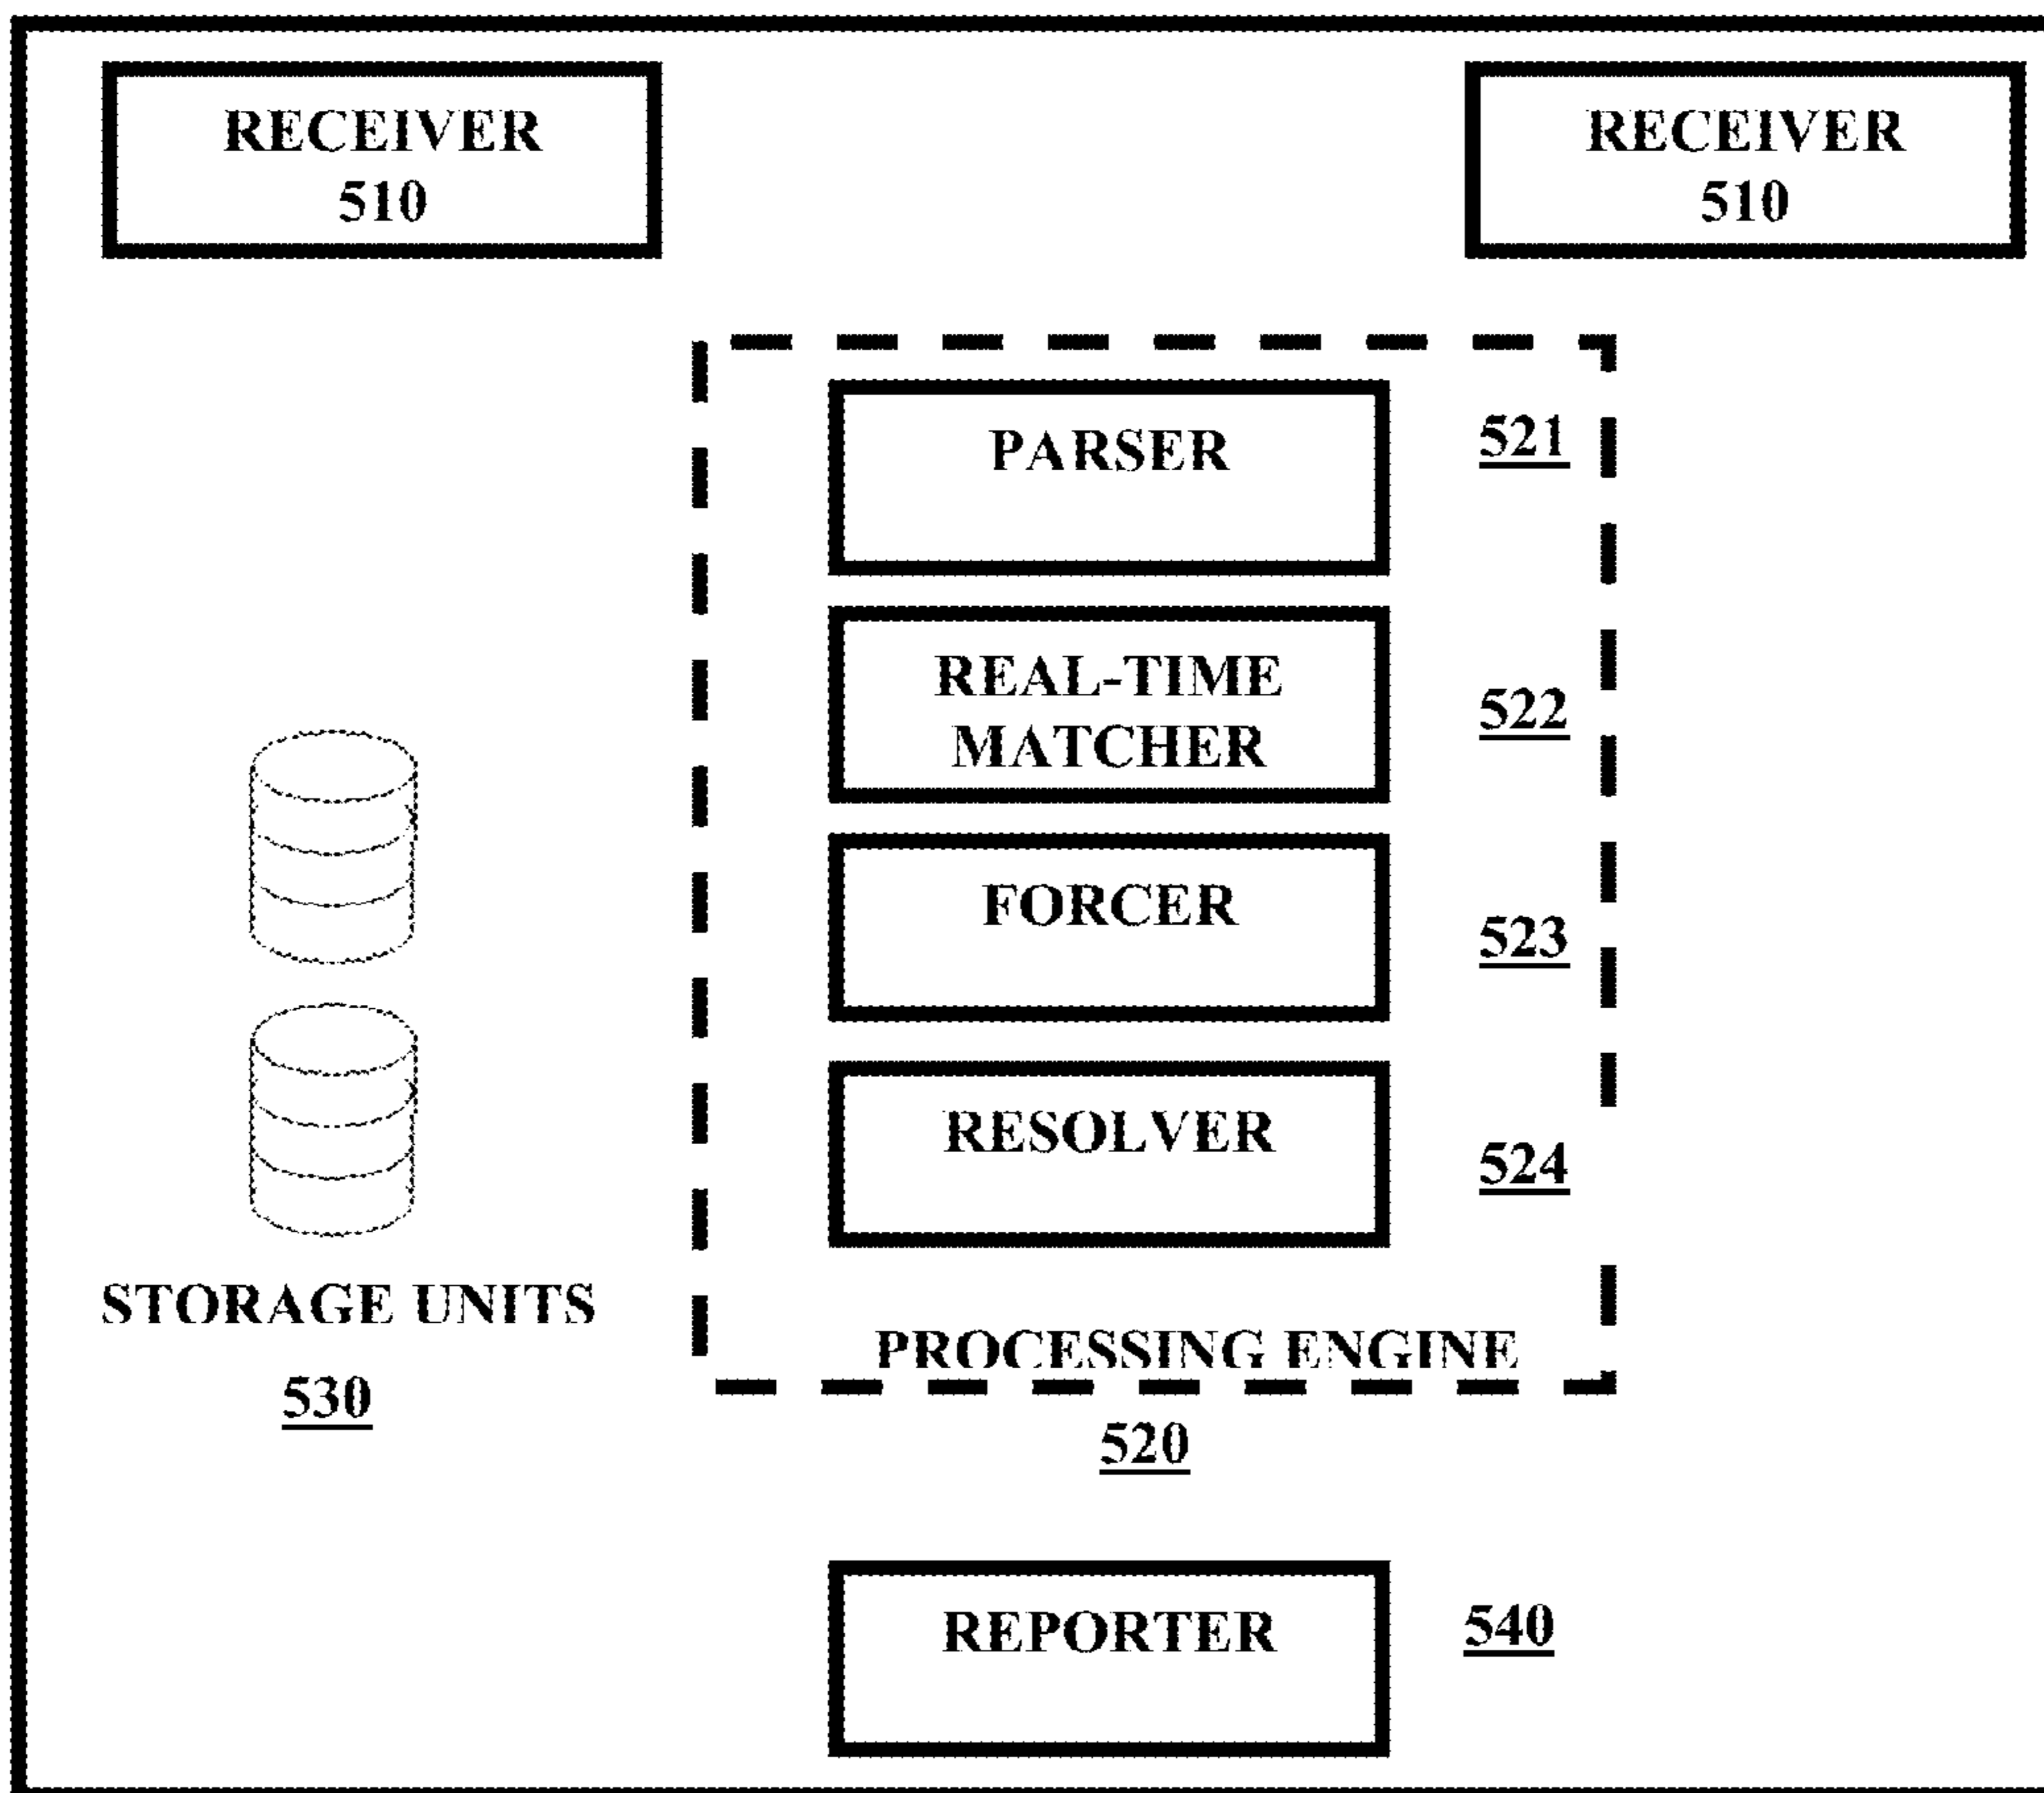 RECEIVER
510
RECEIVER
510
PARSER
521
REAL-TIME
MATCHER
522
FORCER
523
RESOLVER
524
STORAGE UNITS
530
PROCESSING ENGINE
520
REPORTER
540